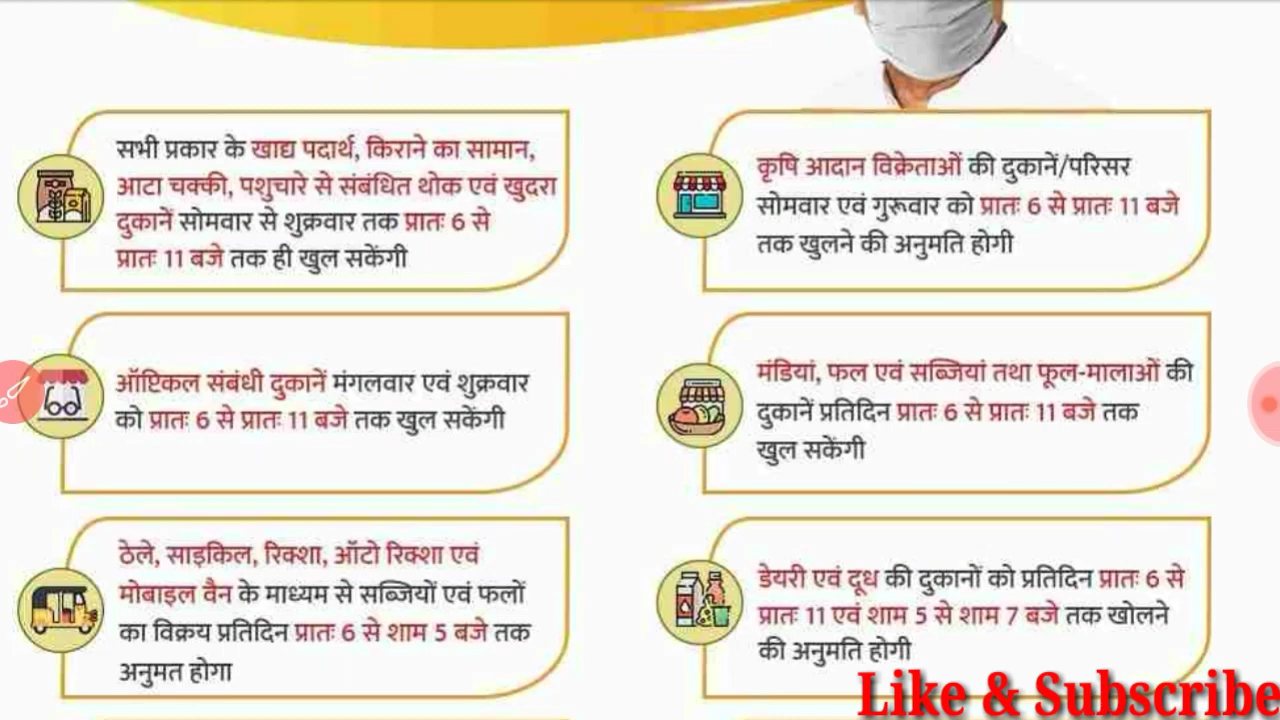 सभी प्रकार के खाद्य पदार्थ, किराने का सामान,
आटा चक्की, पशुचारे से संबंधित थोक एवं खुदरा
दुकानें सोमवार से शुक्रवार तक प्रातः 6 से
प्रातः 11 बजे तक ही खुल सकेंगी
कृषि आदान विक्रेताओं की दुकानें/परिसर
सोमवार एवं गुरूवार को प्रातः 6 से प्रातः 11 बजे
तक खुलने की अनुमति होगी
ऑप्टिकल संबंधी दुकानें मंगलवार एवं शुक्रवार
को प्रातः 6 से प्रातः 11 बजे तक खुल सकेंगी
मंडियां, फल एवं सब्जियां तथा फूल-मालाओं की
दुकानें प्रतिदिन प्रातः 6 से प्रातः 11 बजे तक
खुल सकेंगी
ठेले, साइकिल, रिक्शा, ऑटो रिक्शा एवं
मोबाइल वैन के माध्यम से सब्जियों एवं फलों
का विक्रय प्रतिदिन प्रातः 6 से शाम 5 बजे तक
अनुमत होगा
डेयरी एवं दूध की दुकानों को प्रतिदिन प्रातः 6 से
प्रातः 11 एवं शाम 5 से शाम 7 बजे तक खोलने
की अनुमति होगी
Like & Subscribe